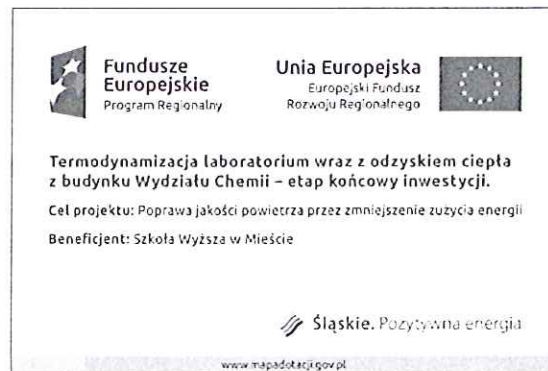 Fundusze
Europejskie
Program Regionalny
Unia Europejska
Europejski Fundusz
Rozwoju Regionalnego
Termodynamizacja laboratorium wraz z odzyskiem ciepła
z budynku Wydziału Chemii – etap końcowy inwestycji.
Cel projektu: Poprawa jakości powietrza przez zmniejszenie zużycia energii
Beneficjent: Szkoła Wyższa w Mieście
Śląskie. Pozytywna energia
www.mapadotacji.gov.pl